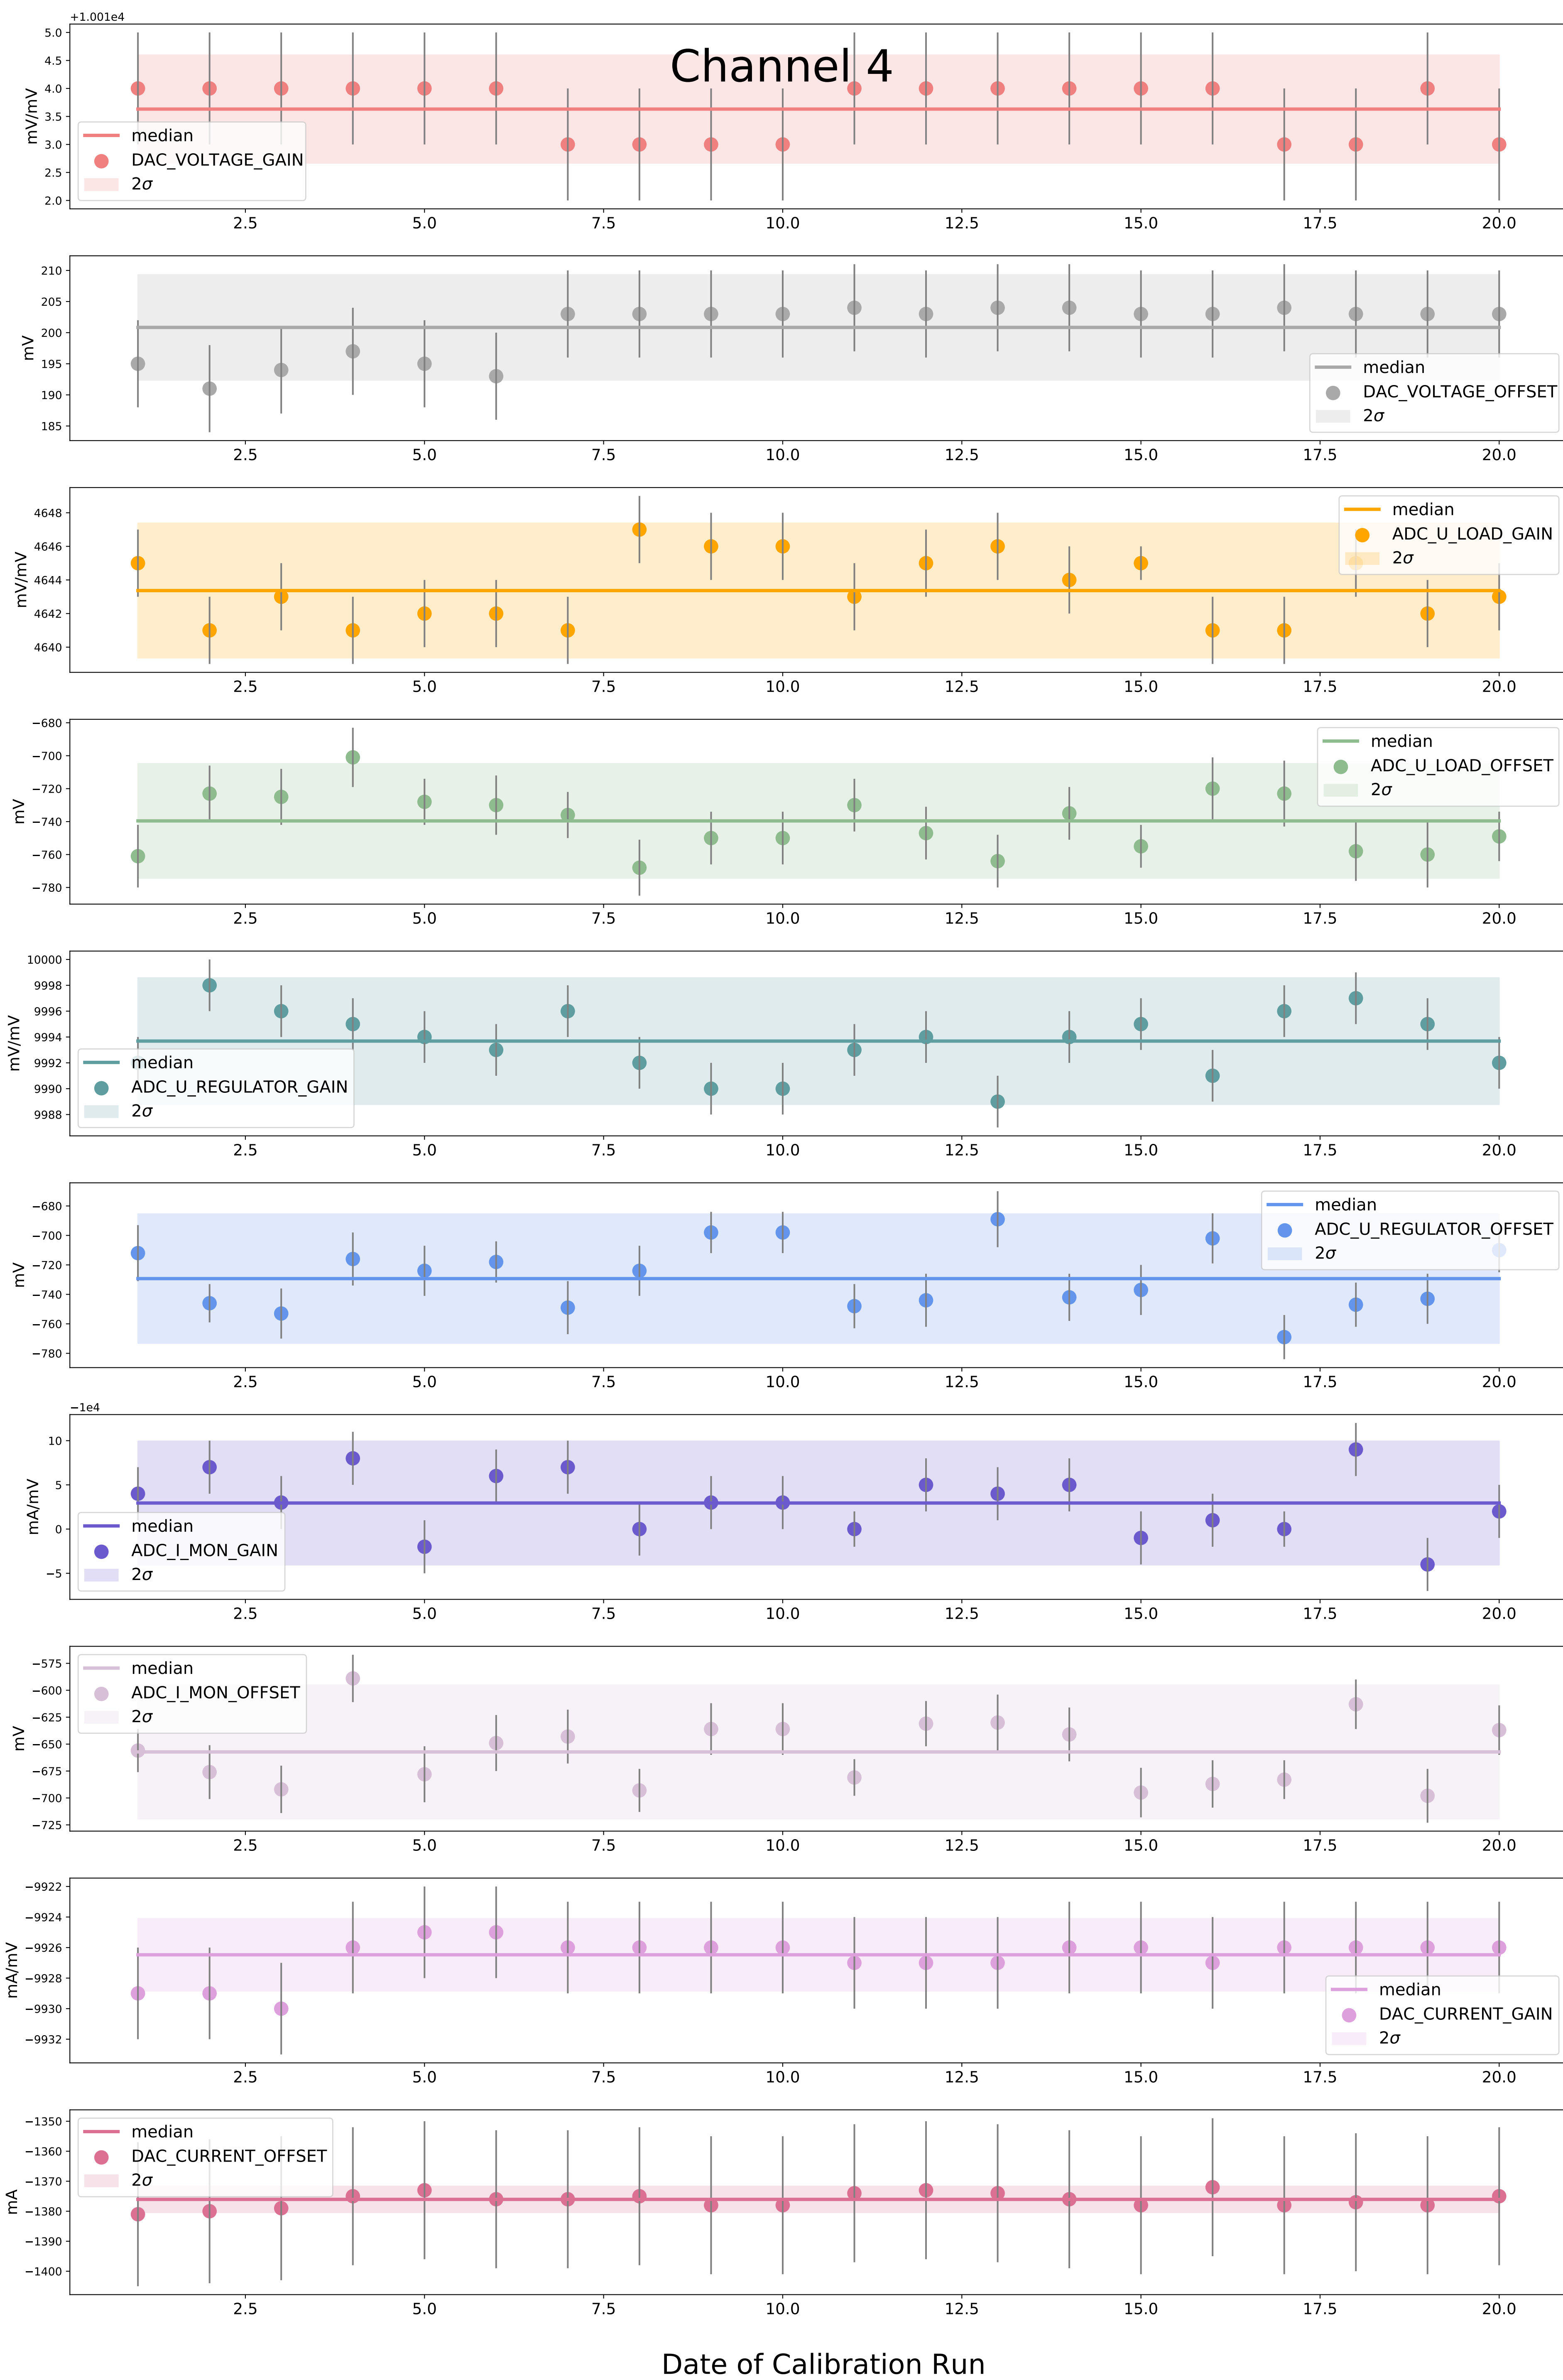 +1.001e4
Channel 4
5.0
4.5
4.0
3.5
3.0
2.5
2.0
mV/mV
median
DAC_VOLTAGE_GAIN
2σ
2.5 5.0 7.5 10.0 12.5 15.0 17.5 20.0
210
205
200
195
190
185
mV
median
DAC_VOLTAGE_OFFSET
2σ
2.5 5.0 7.5 10.0 12.5 15.0 17.5 20.0
4648
4646
4644
4642
4640
mV/mV
median
ADC_U_LOAD_GAIN
2σ
2.5 5.0 7.5 10.0 12.5 15.0 17.5 20.0
−680
−700
−720
−740
−760
−780
mV
median
ADC_U_LOAD_OFFSET
2σ
2.5 5.0 7.5 10.0 12.5 15.0 17.5 20.0
10000
9998
9996
9994
9992
9990
9988
mV/mV
median
ADC_U_REGULATOR_GAIN
2σ
2.5 5.0 7.5 10.0 12.5 15.0 17.5 20.0
−680
−700
−720
−740
−760
−780
mV
median
ADC_U_REGULATOR_OFFSET
2σ
2.5 5.0 7.5 10.0 12.5 15.0 17.5 20.0
−1e4
10
5
0
−5
mA/mV
median
ADC_I_MON_GAIN
2σ
2.5 5.0 7.5 10.0 12.5 15.0 17.5 20.0
−575
−600
−625
−650
−675
−700
−725
mV
median
ADC_I_MON_OFFSET
2σ
2.5 5.0 7.5 10.0 12.5 15.0 17.5 20.0
−9922
−9924
−9926
−9928
−9930
−9932
mA/mV
median
DAC_CURRENT_GAIN
2σ
2.5 5.0 7.5 10.0 12.5 15.0 17.5 20.0
−1350
−1360
−1370
−1380
−1390
−1400
mA
median
DAC_CURRENT_OFFSET
2σ
2.5 5.0 7.5 10.0 12.5 15.0 17.5 20.0
Date of Calibration Run